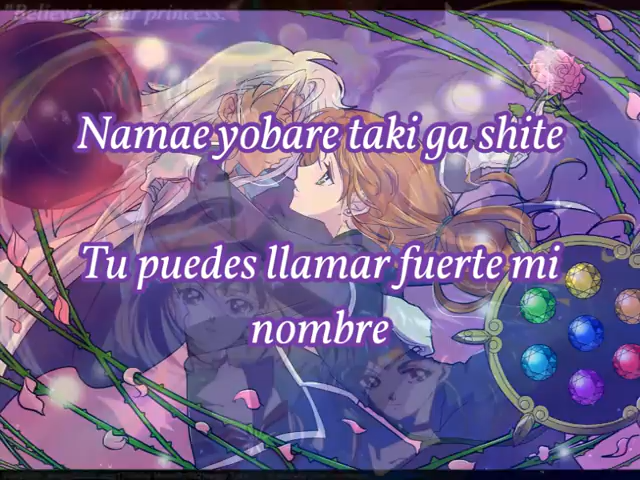 "Believe in our princess."
Namae yobare taki ga shite
Tu puedes llamar fuerte mi
nombre